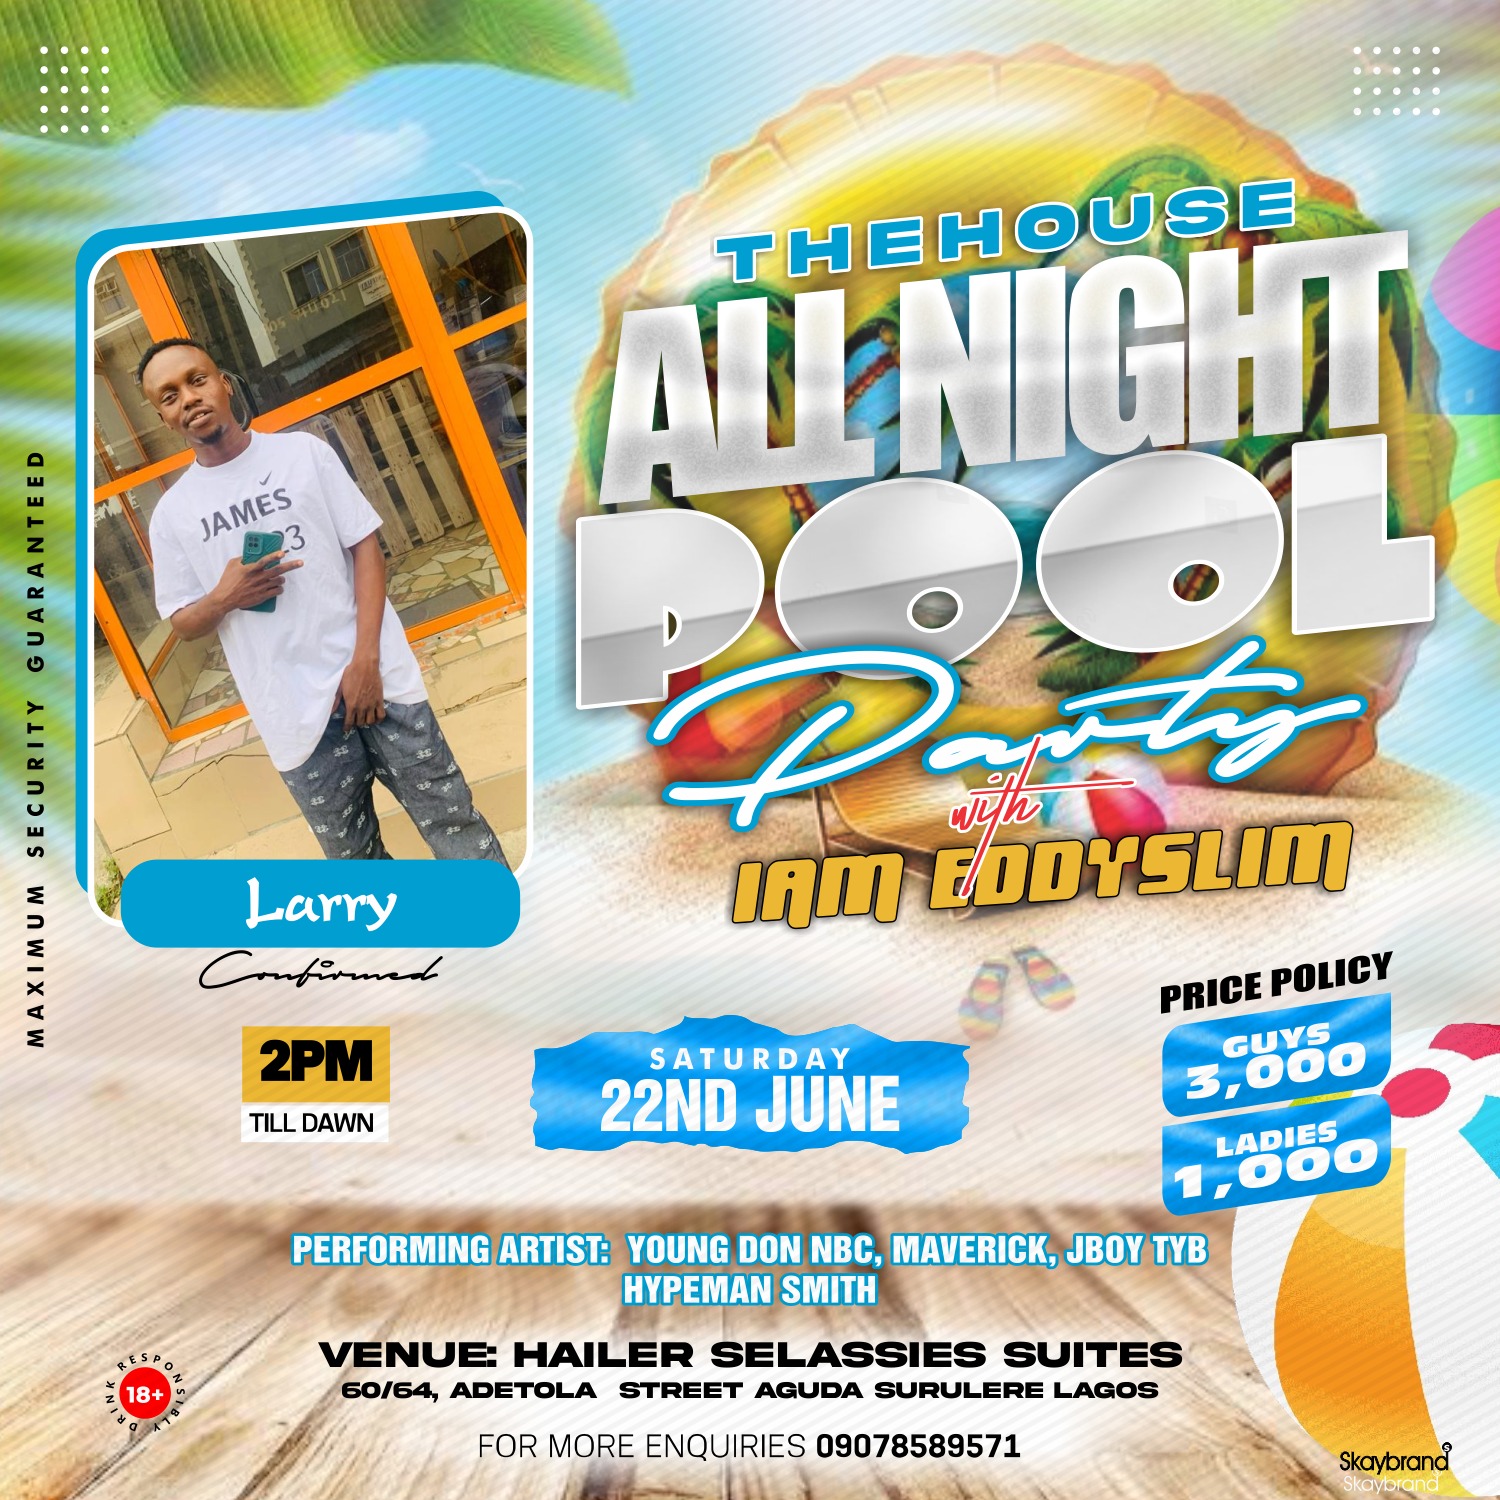 THEHOUSE
ALL NIGHT
POOL
Party
with
IAM EDDYSLIM
MAXIMUM SECURITY GUARANTEED
JAMES
23
Larry
Confirmed
2PM
TILL DAWN
SATURDAY
22ND JUNE
PRICE POLICY
GUYS
3,000
LADIES
1,000
PERFORMING ARTIST: YOUNG DON NBC, MAVERICK, JBOY TYB
HYPEMAN SMITH
VENUE: HAILER SELASSIES SUITES
60/64, ADETOLA STREET AGUDA SURULERE LAGOS
DRINK RESPONSIBLY
18+
FOR MORE ENQUIRIES 09078589571
Skaybrand
Skaybrand